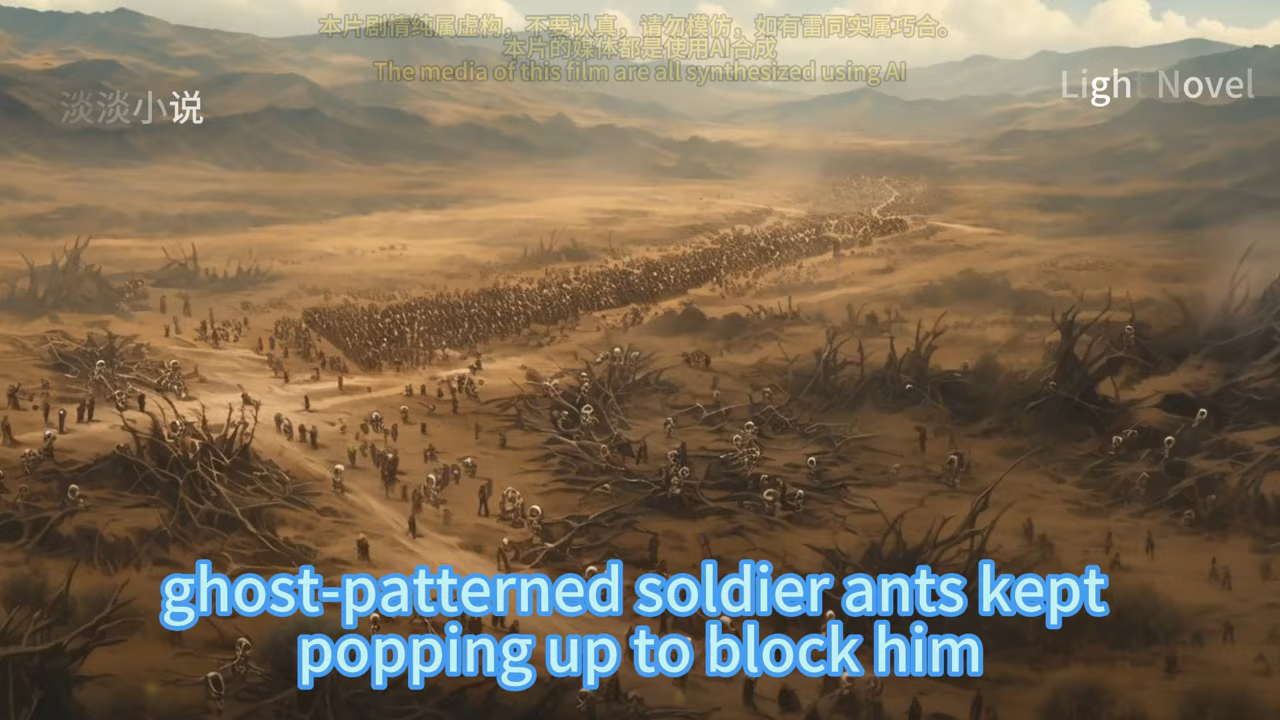 本片剧情纯属虚构，不要认真，请勿模仿，如有雷同实属巧合。
本片的媒体都是使用AI合成
The media of this film are all synthesized using AI
淡淡小说
Light Novel
ghost-patterned soldier ants kept
popping up to block him